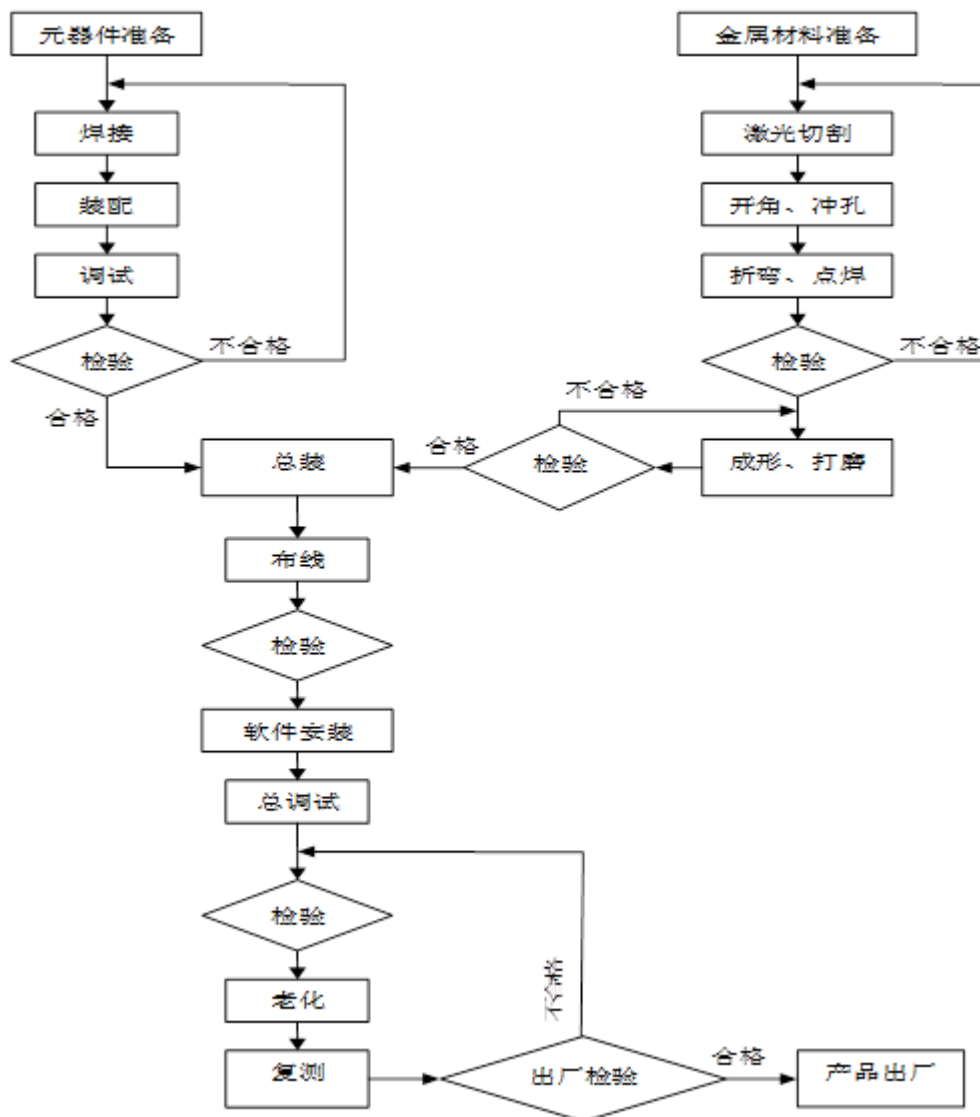 元器件准备
金属材料准备
焊接
激光切割
装配
开角、冲孔
调试
折弯、点焊
检验
不合格
检验
不合格
合格
不合格
总装
合格
检验
成形、打磨
布线
检验
软件安装
总调试
检验
老化
不合格
复测
出厂检验
合格
产品出厂